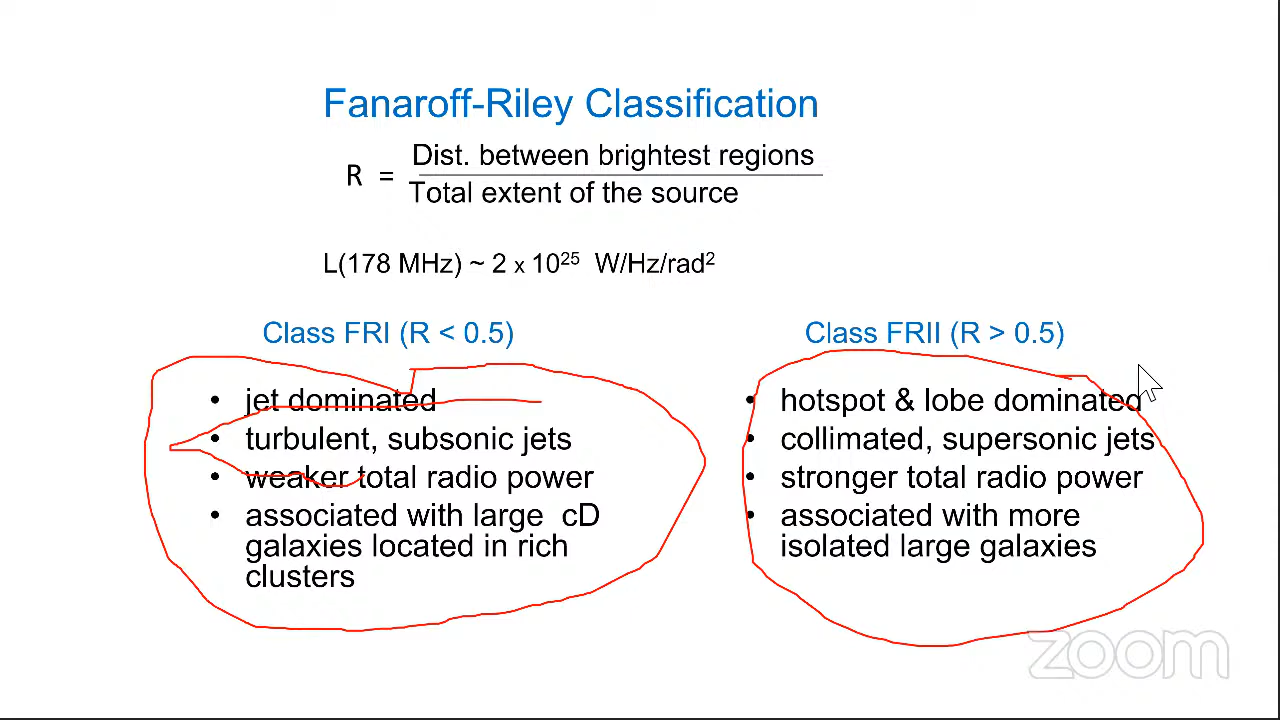 Fanaroff-Riley Classification
R = Dist. between brightest regions
Total extent of the source
L(178 MHz) ~ 2 x 10²⁵ W/Hz/rad²
Class FRI (R < 0.5)
• jet dominated
• turbulent, subsonic jets
• weaker total radio power
• associated with large cD
galaxies located in rich
clusters
Class FRII (R > 0.5)
• hotspot & lobe dominated
• collimated, supersonic jets
• stronger total radio power
• associated with more
isolated large galaxies
zoom